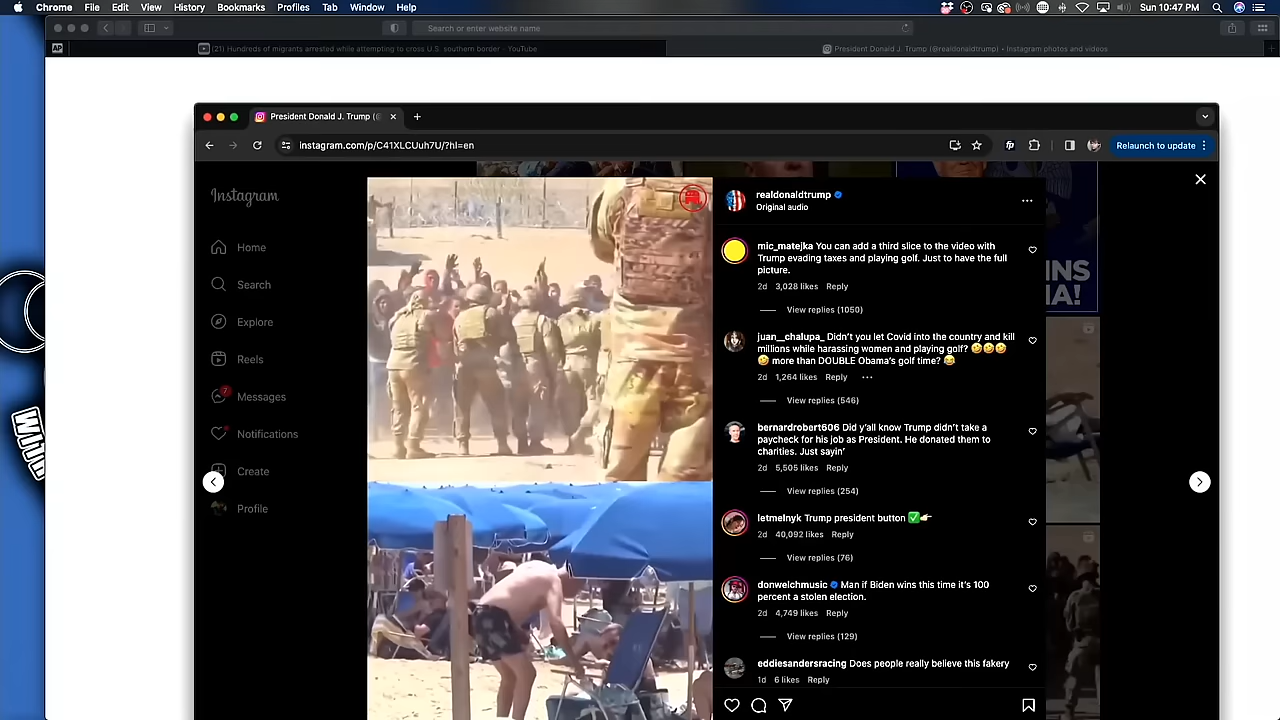 Chrome File Edit View History Bookmarks Profiles Tab Window Help
Sun 10:47 PM
Search or enter website name
(21) Hundreds of migrants arrested while attempting to cross U.S. southern border - YouTube
President Donald J. Trump (@realdonaldtrump) • Instagram photos and videos
AP
President Donald J. Trump (@
instagram.com/p/C41XLCUuh7U/?hl=en
Relaunch to update
Instagram
Home
Search
Explore
Reels
7
Messages
Notifications
Create
Profile
realdonaldtrump
Original audio
mic_matejka You can add a third slice to the video with
Trump evading taxes and playing golf. Just to have the full
picture.
2d 3,028 likes Reply
View replies (1050)
juan__chalupa_ Didn't you let Covid into the country and kill
millions while harassing women and playing golf? 🤣🤣🤣
🤣 more than DOUBLE Obama's golf time? 😂
2d 1,264 likes Reply
View replies (546)
bernardrobert606 Did y'all know Trump didn't take a
paycheck for his job as President. He donated them to
charities. Just sayin'
2d 5,505 likes Reply
View replies (254)
letmelnyk Trump president button ✅👉🏻
2d 40,092 likes Reply
View replies (76)
donwelchmusic Man if Biden wins this time it's 100
percent a stolen election.
2d 4,749 likes Reply
View replies (129)
eddiesandersracing Does people really believe this fakery
1d 6 likes Reply
INS
A!